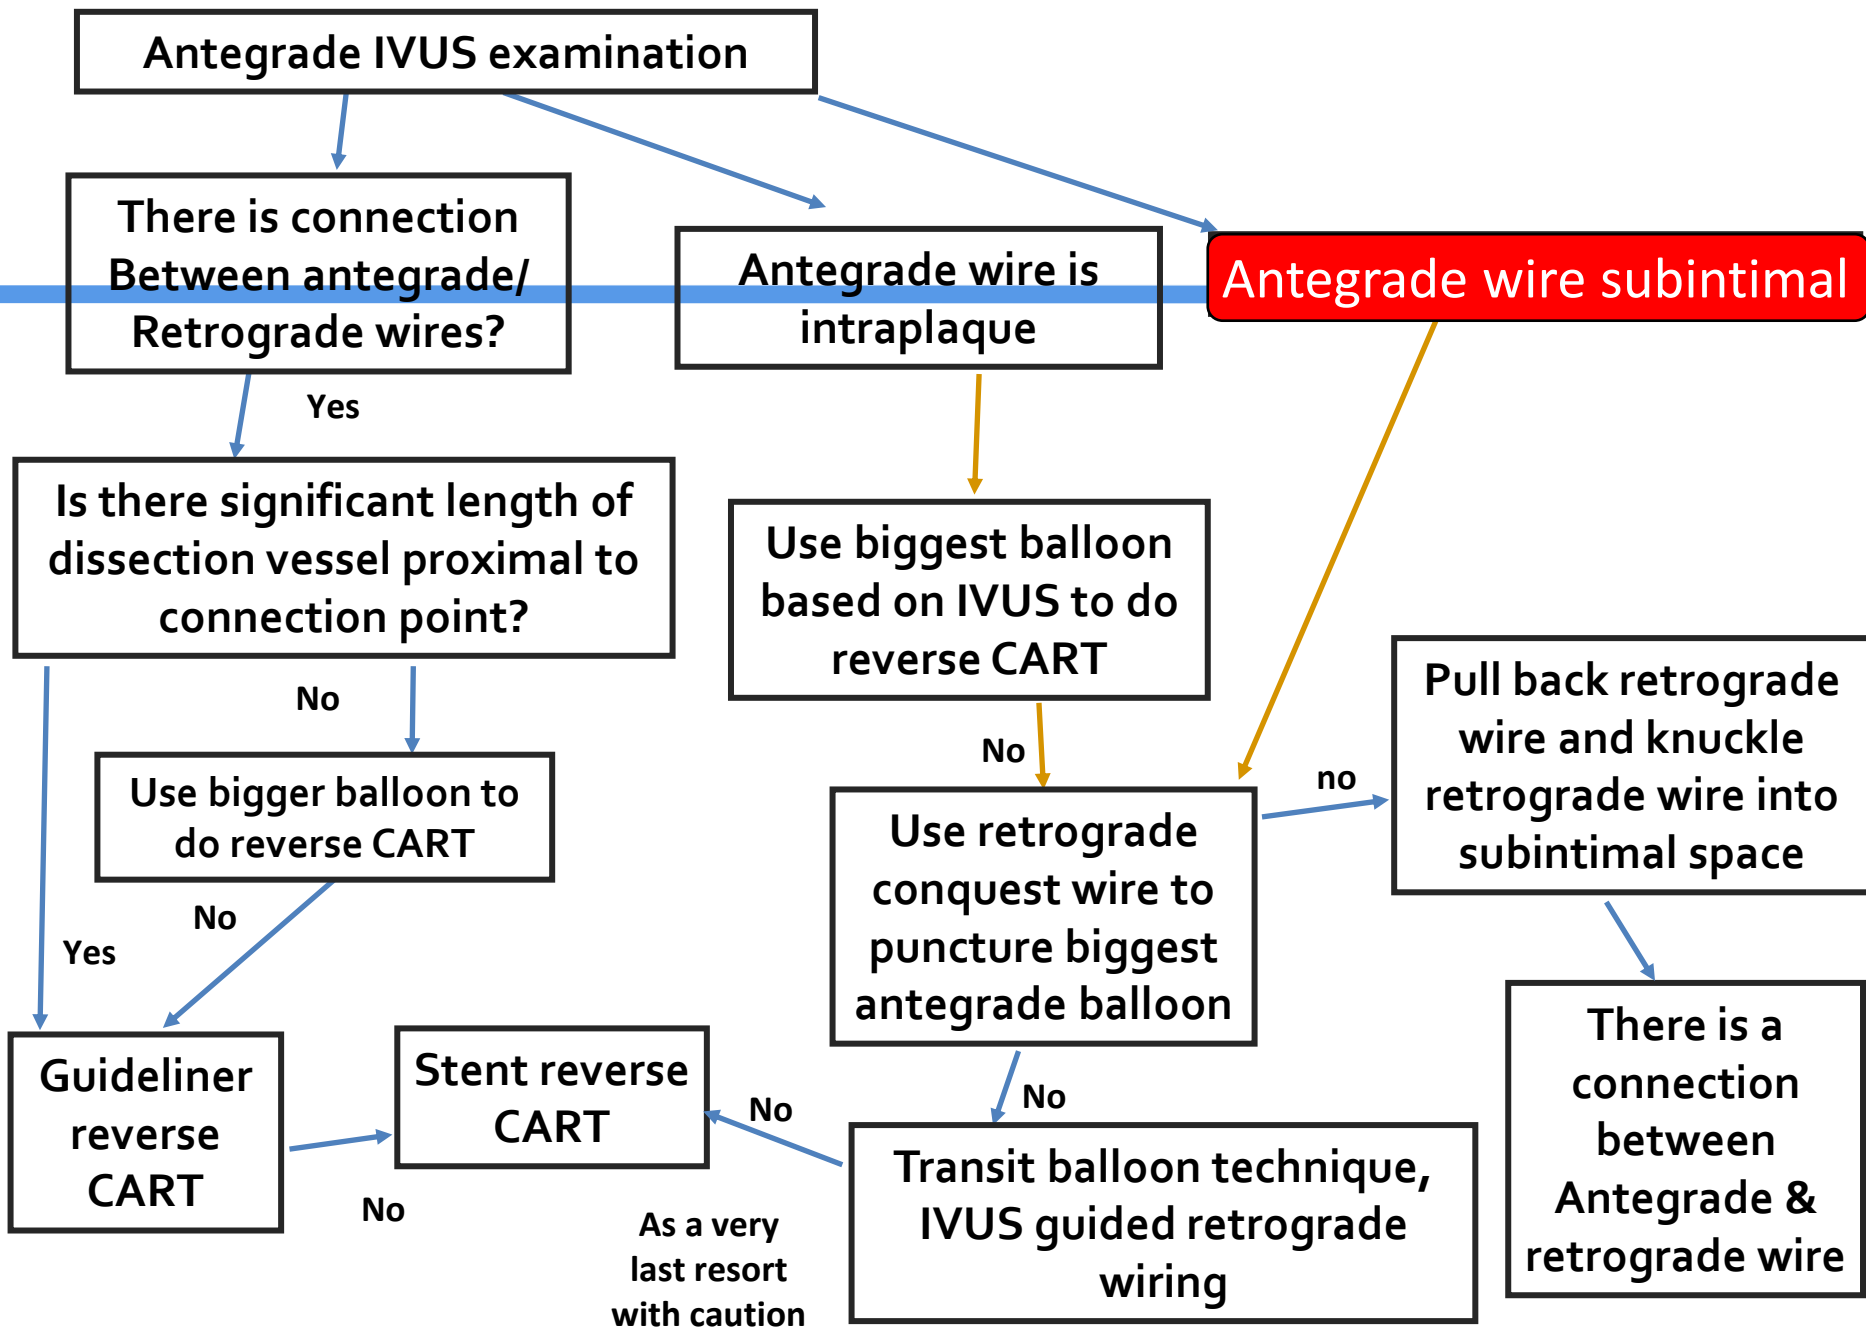 Antegrade IVUS examination
There is connection
Between antegrade/
Retrograde wires?
Antegrade wire is
intraplaque
Antegrade wire subintimal
Yes
Is there significant length of
dissection vessel proximal to
connection point?
Use biggest balloon
based on IVUS to do
reverse CART
No
Use bigger balloon to
do reverse CART
No
Yes
No
Use retrograde
conquest wire to
puncture biggest
antegrade balloon
no
Pull back retrograde
wire and knuckle
retrograde wire into
subintimal space
There is a
connection
between
Antegrade &
retrograde wire
Guideliner
reverse
CART
No
Stent reverse
CART
No
As a very
last resort
with caution
No
Transit balloon technique,
IVUS guided retrograde
wiring